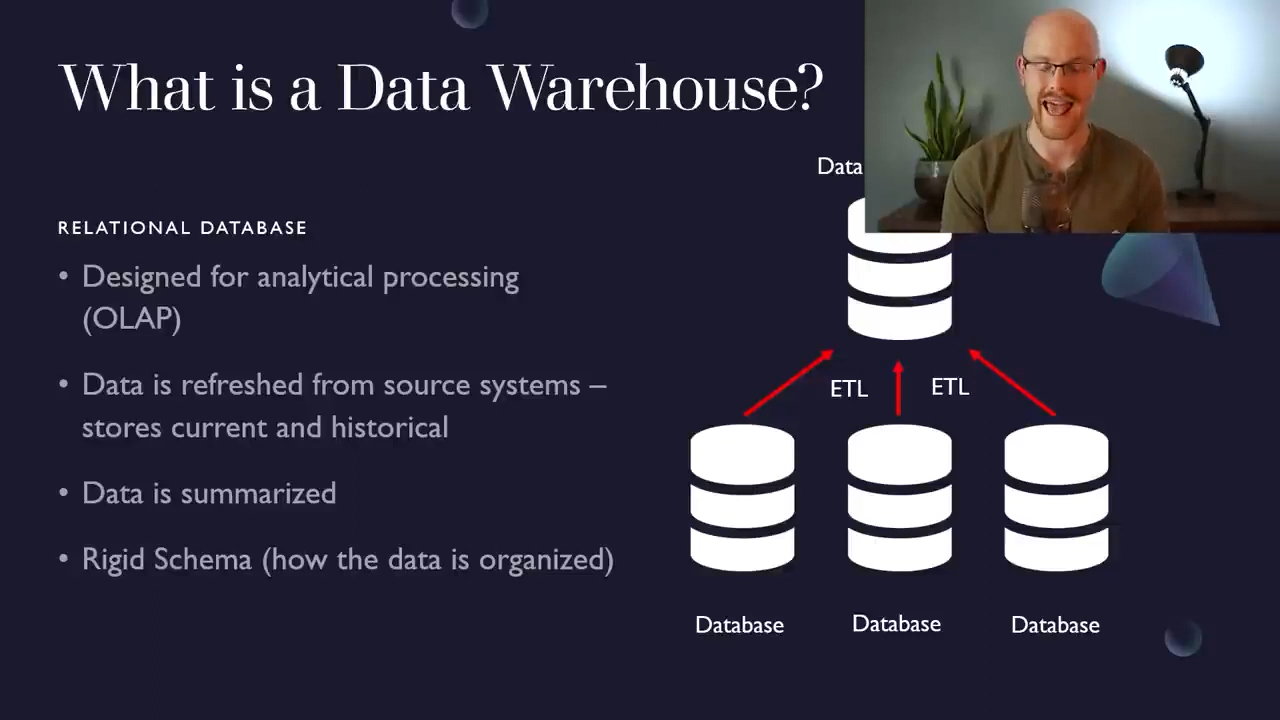 What is a Data Warehouse?
Data
RELATIONAL DATABASE
• Designed for analytical processing
(OLAP)
• Data is refreshed from source systems –
stores current and historical
• Data is summarized
• Rigid Schema (how the data is organized)
ETL
ETL
Database
Database
Database